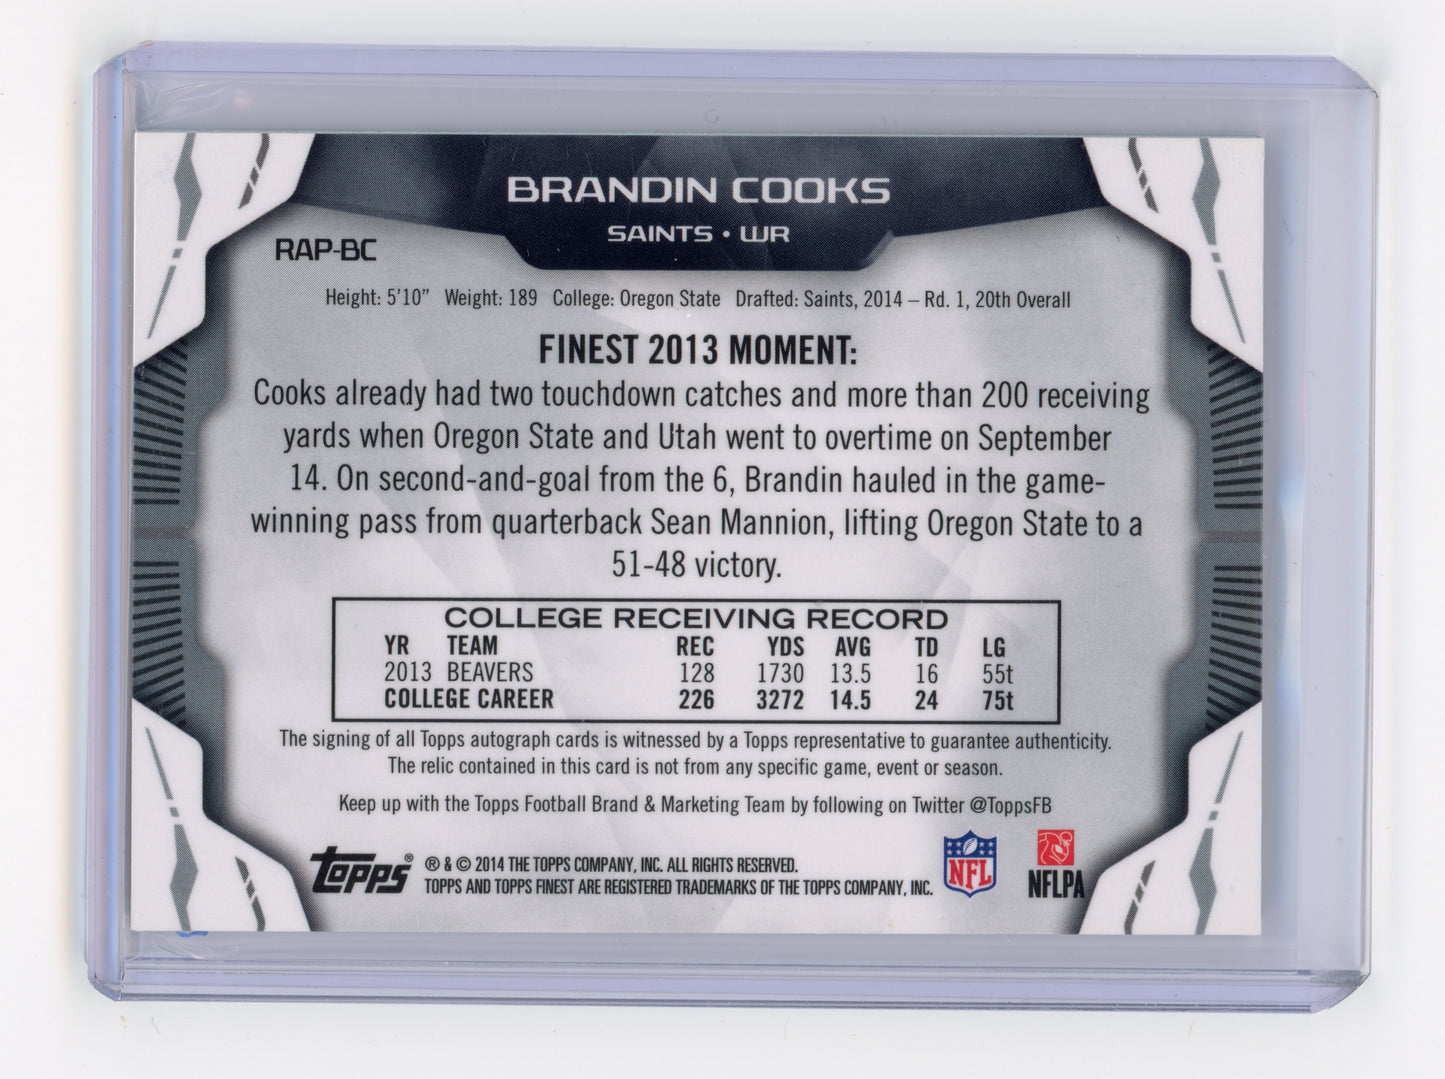 BRANDIN COOKS
SAINTS • WR
RAP-BC
Height: 5'10" Weight: 189 College: Oregon State Drafted: Saints, 2014 – Rd. 1, 20th Overall
FINEST 2013 MOMENT:
Cooks already had two touchdown catches and more than 200 receiving
yards when Oregon State and Utah went to overtime on September
14. On second-and-goal from the 6, Brandin hauled in the game-
winning pass from quarterback Sean Mannion, lifting Oregon State to a
51-48 victory.
COLLEGE RECEIVING RECORD
YR TEAM REC YDS AVG TD LG
2013 BEAVERS 128 1730 13.5 16 55t
COLLEGE CAREER 226 3272 14.5 24 75t
The signing of all Topps autograph cards is witnessed by a Topps representative to guarantee authenticity.
The relic contained in this card is not from any specific game, event or season.
Keep up with the Topps Football Brand & Marketing Team by following on Twitter @ToppsFB
Topps® ® & © 2014 THE TOPPS COMPANY, INC. ALL RIGHTS RESERVED.
TOPPS AND TOPPS FINEST ARE REGISTERED TRADEMARKS OF THE TOPPS COMPANY, INC.
NFL
NFLPA